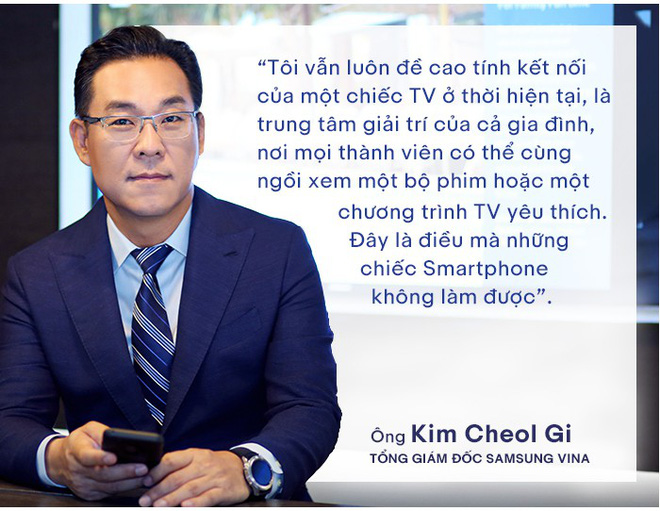 “Tôi vẫn luôn đề cao tính kết nối
của một chiếc TV ở thời hiện tại, là
trung tâm giải trí của cả gia đình,
nơi mọi thành viên có thể cùng
ngồi xem một bộ phim hoặc một
chương trình TV yêu thích.
Đây là điều mà những
chiếc Smartphone
không làm được”.
Ông Kim Cheol Gi
TỔNG GIÁM ĐỐC SAMSUNG VINA